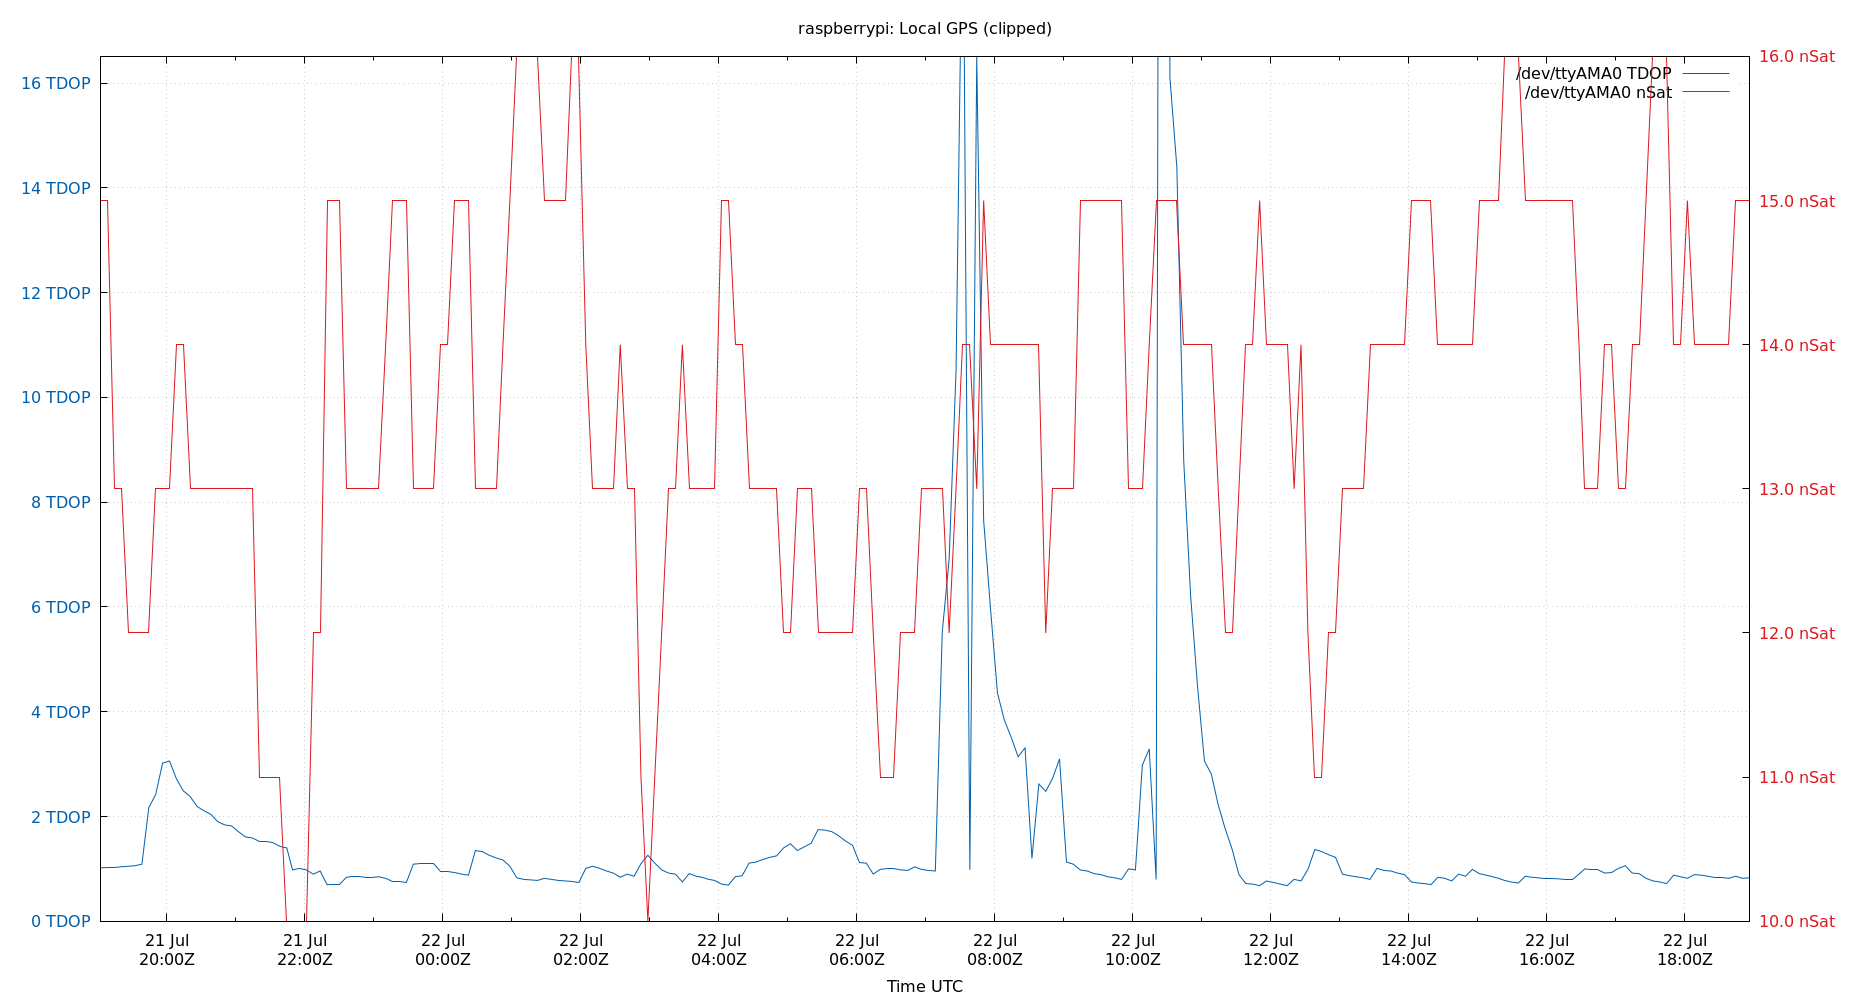 raspberrypi: Local GPS (clipped)
16 TDOP
14 TDOP
12 TDOP
10 TDOP
8 TDOP
6 TDOP
4 TDOP
2 TDOP
0 TDOP
16.0 nSat
15.0 nSat
14.0 nSat
13.0 nSat
12.0 nSat
11.0 nSat
10.0 nSat
/dev/ttyAMA0 TDOP
/dev/ttyAMA0 nSat
21 Jul
20:00Z
21 Jul
22:00Z
22 Jul
00:00Z
22 Jul
02:00Z
22 Jul
04:00Z
22 Jul
06:00Z
22 Jul
08:00Z
22 Jul
10:00Z
22 Jul
12:00Z
22 Jul
14:00Z
22 Jul
16:00Z
22 Jul
18:00Z
Time UTC